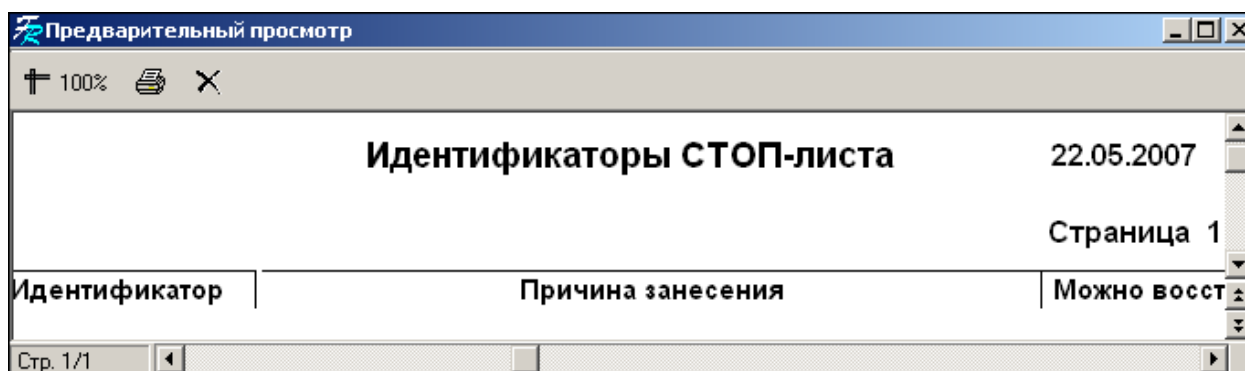 Предварительный просмотр
100%
Идентификаторы СТОП-листа 22.05.2007
Страница 1
Идентификатор Причина занесения Можно восст
Стр. 1/1